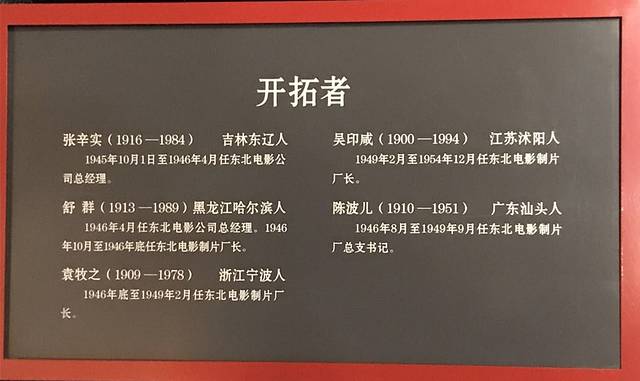 开拓者
张辛实（1916—1984） 吉林东辽人
1945年10月1日至1946年4月任东北电影公
司总经理。
舒 群（1913—1989）黑龙江哈尔滨人
1946年4月任东北电影公司总经理。1946
年10月至1946年底任东北电影制片厂厂长。
袁牧之（1909—1978） 浙江宁波人
1946年底至1949年2月任东北电影制片厂
长。
吴印咸（1900—1994） 江苏沭阳人
1949年2月至1954年12月任东北电影制片
厂长。
陈波儿（1910—1951） 广东汕头人
1946年8月至1949年9月任东北电影制片
厂总支书记。